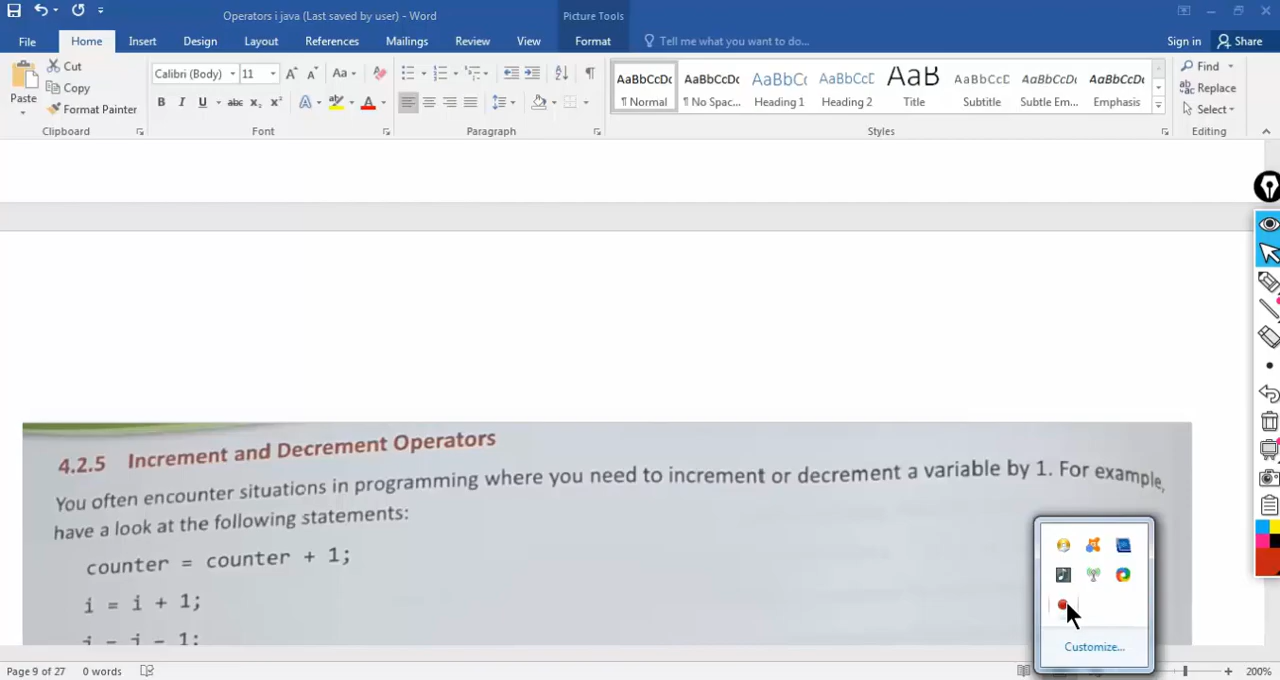 Operators i java (Last saved by user) - Word
Picture Tools
File
Home
Insert
Design
Layout
References
Mailings
Review
View
Format
Tell me what you want to do...
Sign in
Share
Paste
Cut
Copy
Format Painter
Clipboard
Calibri (Body)
11
Font
Paragraph
AaBbCcDc
¶ Normal
AaBbCcDc
¶ No Spac...
AaBbCc
Heading 1
AaBbCcE
Heading 2
AaB
Title
AaBbCcC
Subtitle
AaBbCcDc
Subtle Em...
AaBbCcDc
Emphasis
Styles
Find
Replace
Select
Editing
4.2.5 Increment and Decrement Operators
You often encounter situations in programming where you need to increment or decrement a variable by 1. For example,
have a look at the following statements:
counter = counter + 1;
i = i + 1;
i - i - 1;
Customize...
Page 9 of 27
0 words
200%